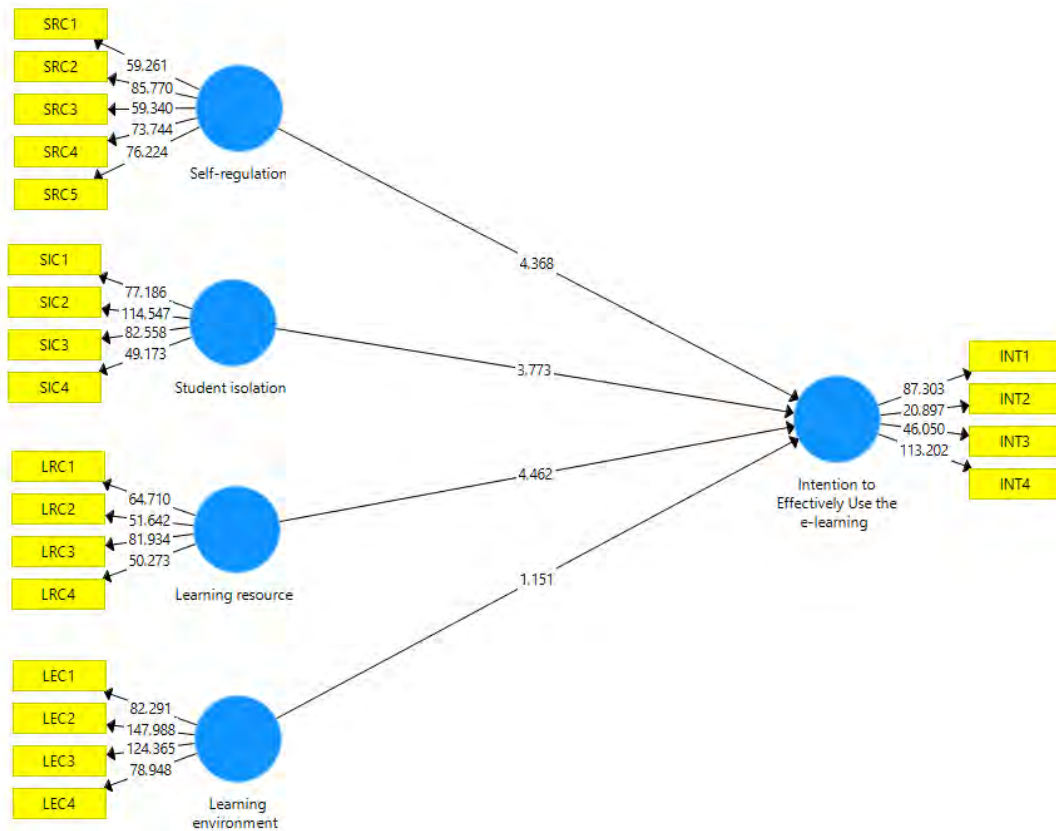 SRC1
59.261
SRC2
85.770
SRC3
59.340
SRC4
73.744
76.224
SRC5
Self-regulation
4.368
SIC1
77.186
SIC2
114.547
SIC3
82.558
49.173
SIC4
Student isolation
3.773
LRC1
64.710
LRC2
51.642
LRC3
81.934
50.273
LRC4
Learning resource
4.462
LEC1
82.291
LEC2
147.988
LEC3
124.365
78.948
LEC4
Learning
environment
1.151
INT1
87.303
INT2
20.897
46.050
INT3
113.202
INT4
Intention to
Effectively Use the
e-learning